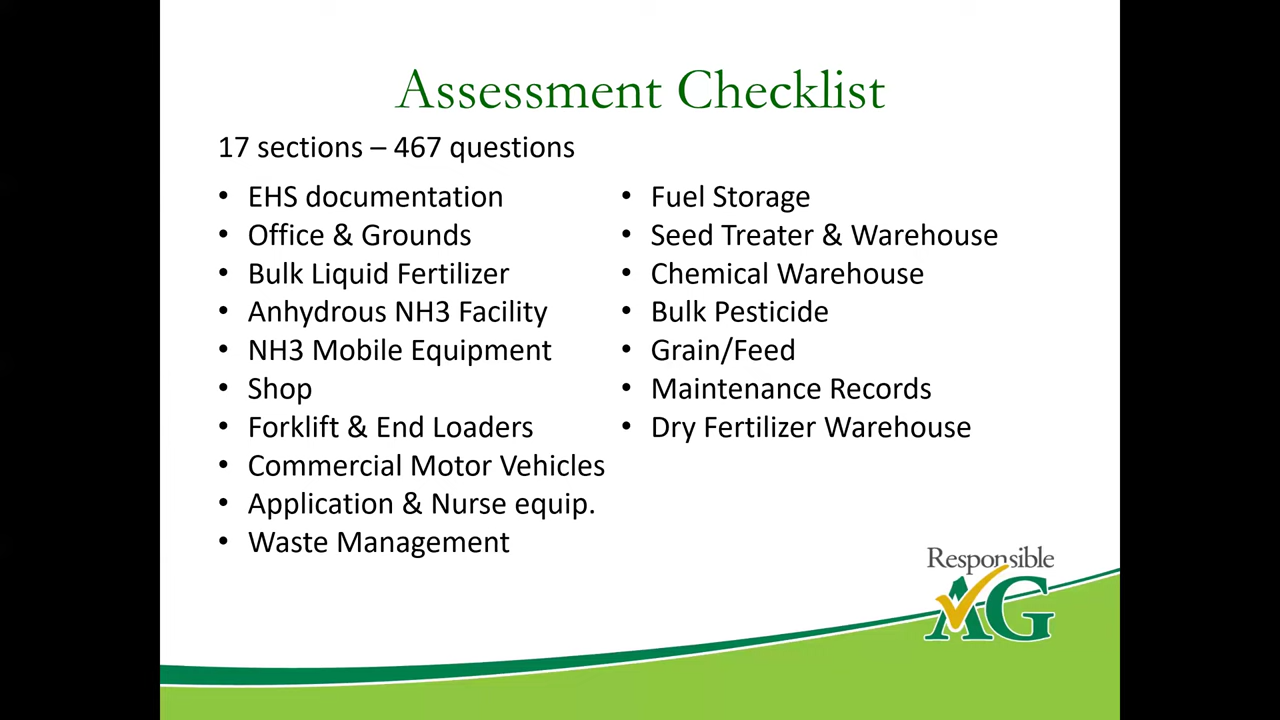 Assessment Checklist
17 sections – 467 questions
• EHS documentation
• Office & Grounds
• Bulk Liquid Fertilizer
• Anhydrous NH3 Facility
• NH3 Mobile Equipment
• Shop
• Forklift & End Loaders
• Commercial Motor Vehicles
• Application & Nurse equip.
• Waste Management
• Fuel Storage
• Seed Treater & Warehouse
• Chemical Warehouse
• Bulk Pesticide
• Grain/Feed
• Maintenance Records
• Dry Fertilizer Warehouse
Responsible
AG